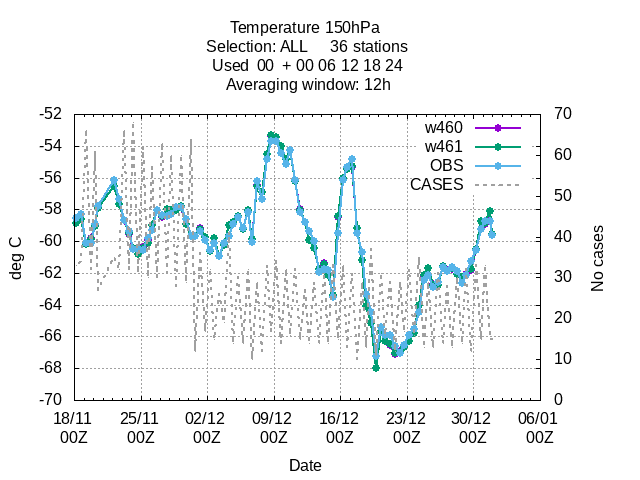 Temperature 150hPa
Selection: ALL 36 stations
Used 00 + 00 06 12 18 24
Averaging window: 12h
w460
w461
OBS
CASES
deg C
-52
-54
-56
-58
-60
-62
-64
-66
-68
-70
No cases
70
60
50
40
30
20
10
0
18/11 25/11 02/12 09/12 16/12 23/12 30/12 06/01
00Z 00Z 00Z 00Z 00Z 00Z 00Z 00Z
Date